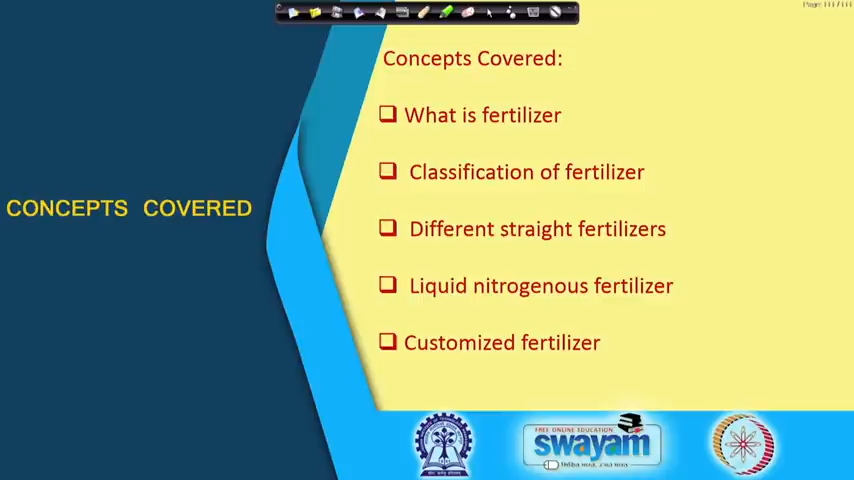 Concepts Covered:
❑ What is fertilizer
❑ Classification of fertilizer
CONCEPTS COVERED
❑ Different straight fertilizers
❑ Liquid nitrogenous fertilizer
❑ Customized fertilizer
FREE ONLINE EDUCATION
swayam